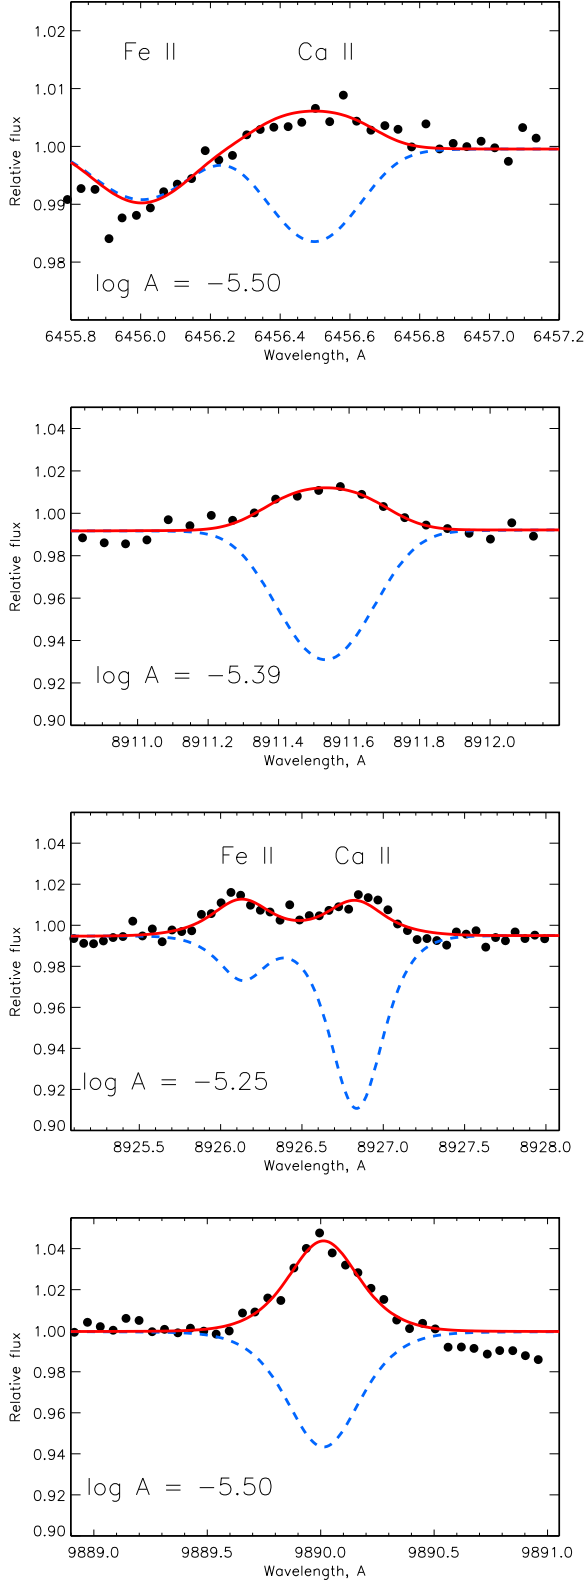 1.02
Fe II Ca II
1.01
1.00
0.99
0.98
Relative flux
log A = −5.50
6455.8 6456.0 6456.2 6456.4 6456.6 6456.8 6457.0 6457.2
Wavelength, A
1.04
1.02
1.00
0.98
0.96
0.94
0.92
0.90
Relative flux
log A = −5.39
8911.0 8911.2 8911.4 8911.6 8911.8 8912.0
Wavelength, A
1.04
Fe II Ca II
1.02
1.00
0.98
0.96
0.94
0.92
0.90
Relative flux
log A = −5.25
8925.5 8926.0 8926.5 8927.0 8927.5 8928.0
Wavelength, A
1.04
1.02
1.00
0.98
0.96
0.94
0.92
0.90
Relative flux
log A = −5.50
9889.0 9889.5 9890.0 9890.5 9891.0
Wavelength, A